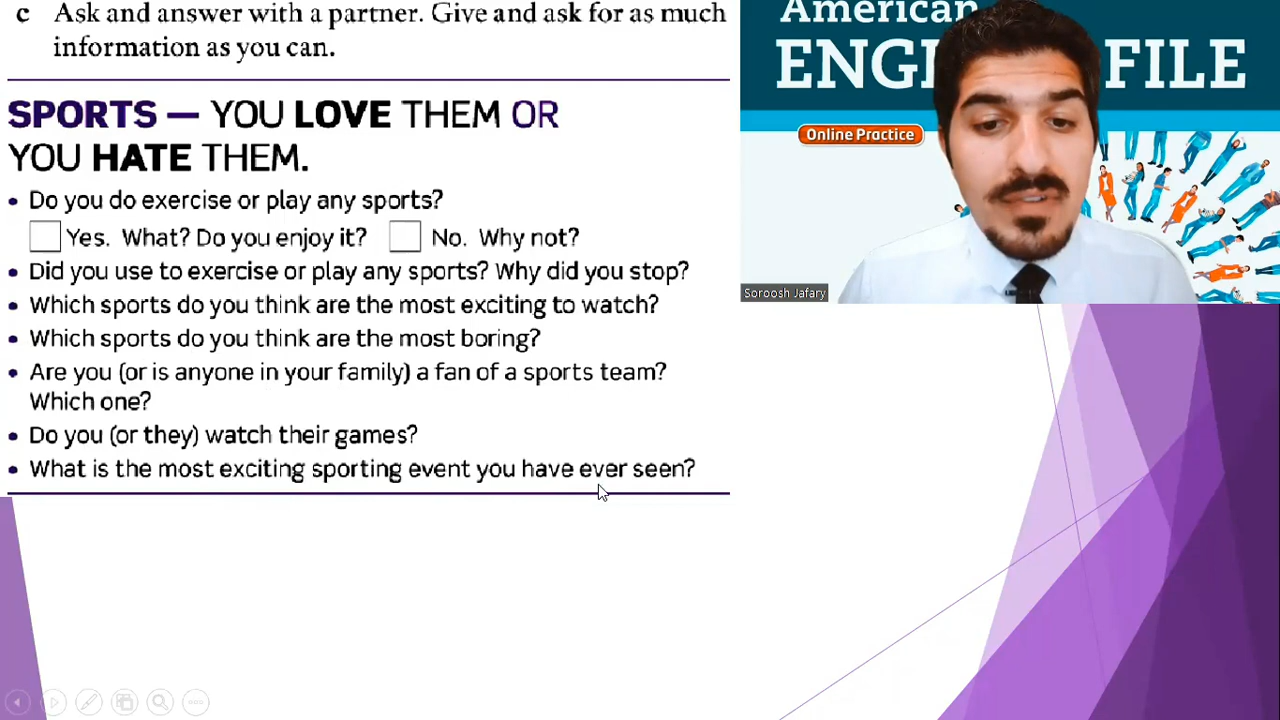 c Ask and answer with a partner. Give and ask for as much
information as you can.
SPORTS — YOU LOVE THEM OR
YOU HATE THEM.
• Do you do exercise or play any sports?
Yes. What? Do you enjoy it? No. Why not?
• Did you use to exercise or play any sports? Why did you stop?
• Which sports do you think are the most exciting to watch?
• Which sports do you think are the most boring?
• Are you (or is anyone in your family) a fan of a sports team?
Which one?
• Do you (or they) watch their games?
• What is the most exciting sporting event you have ever seen?
American
ENG FILE
Online Practice
Soroosh Jafary